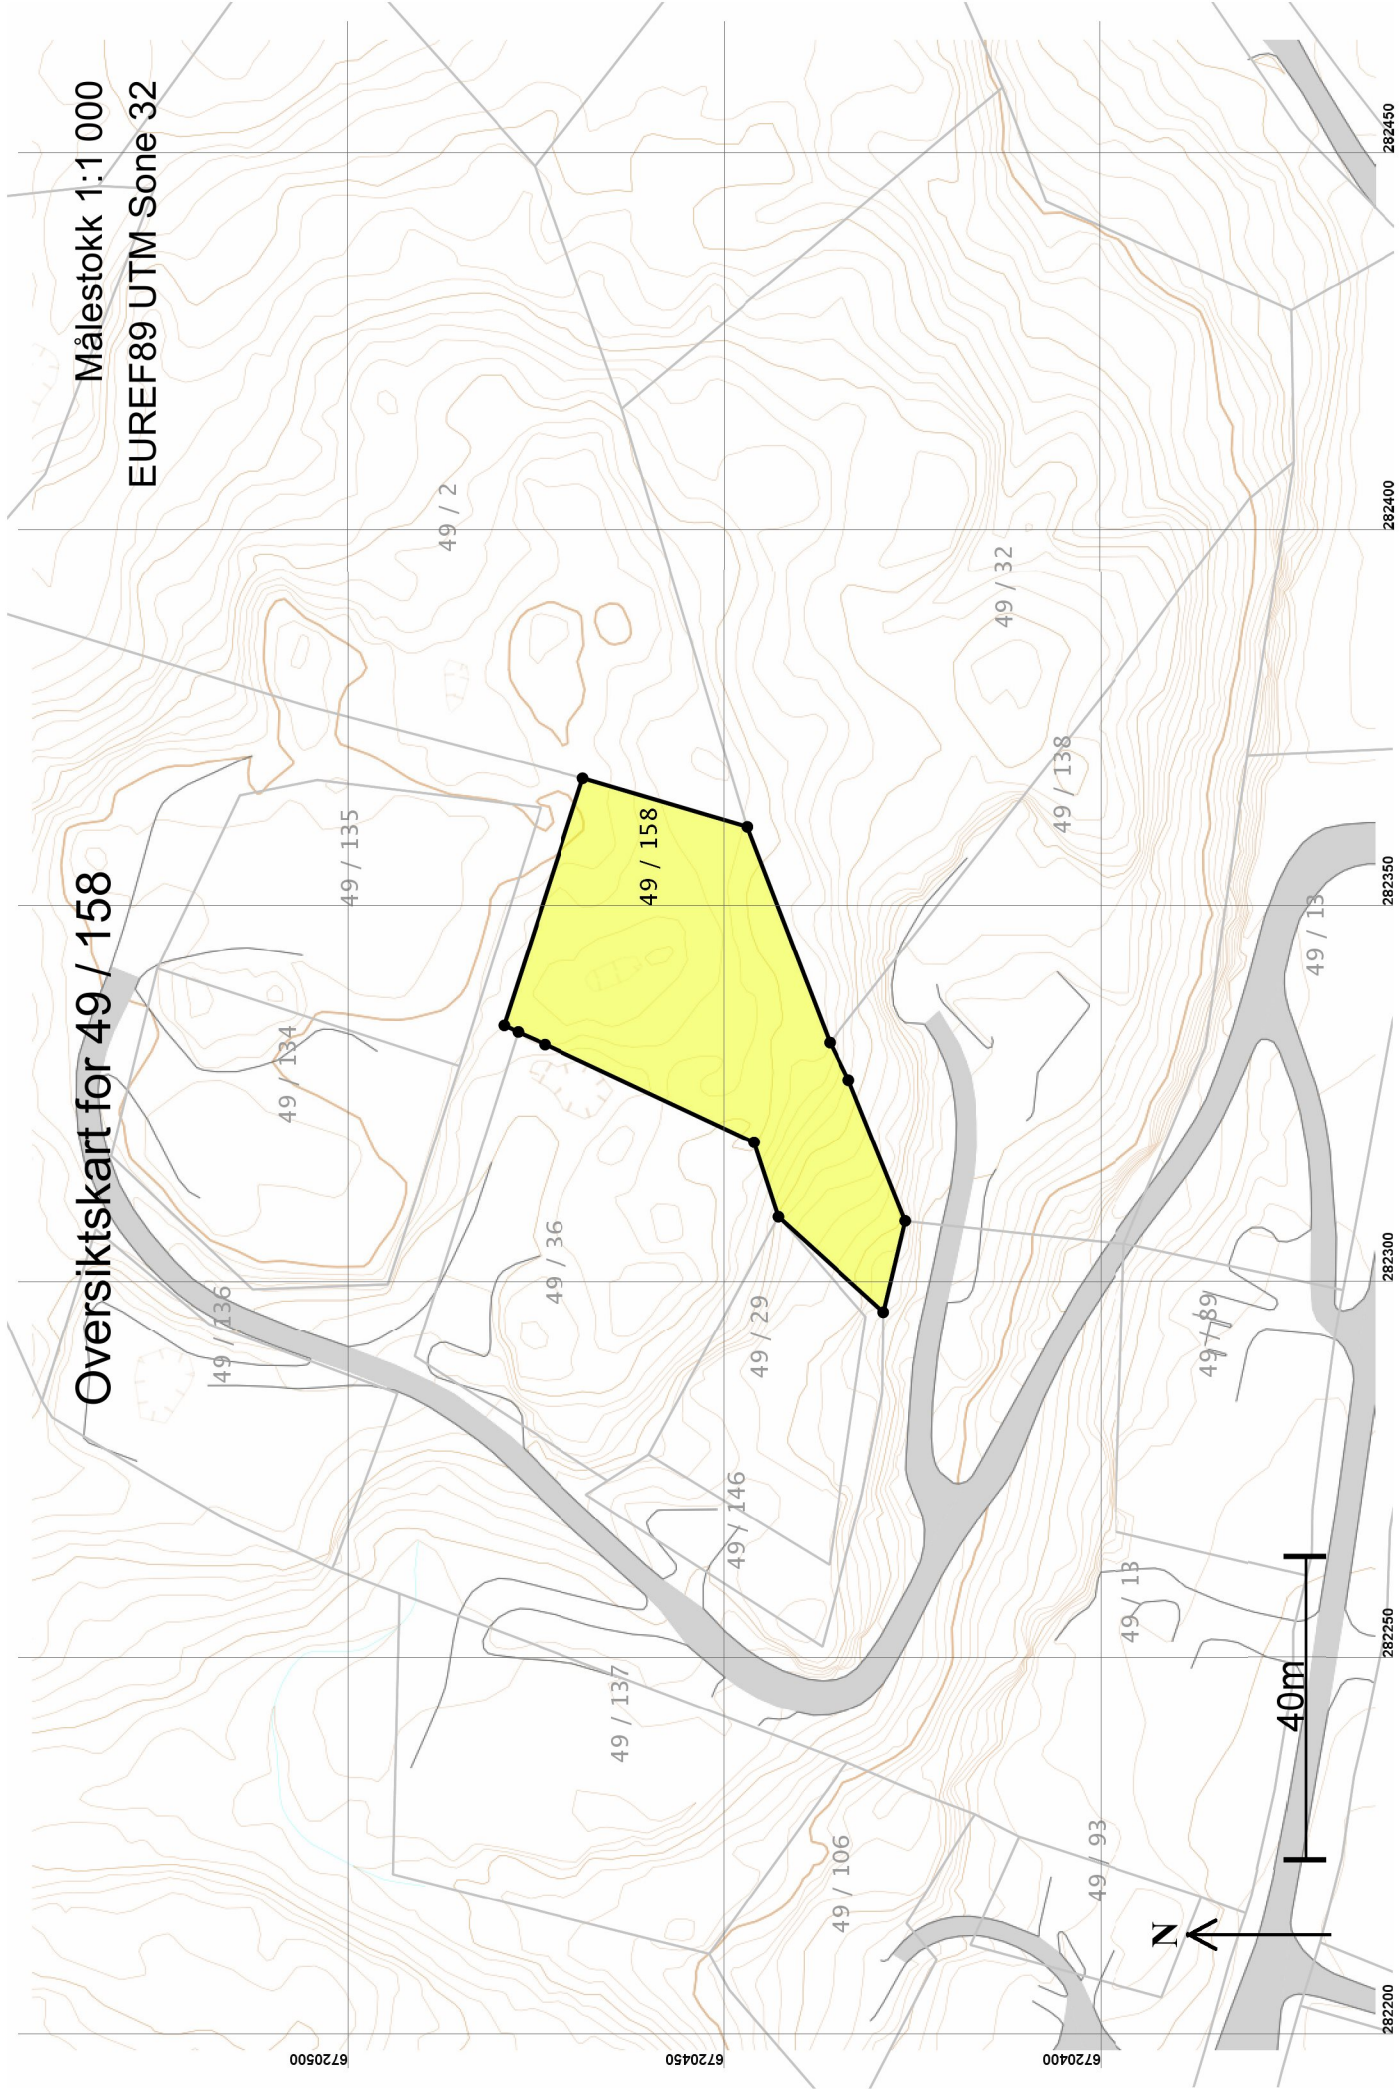 Oversiktskart for 49 / 158
Målestokk 1:1 000
EUREF89 UTM Sone 32
49 / 136
49 / 134
49 / 135
49 / 2
49 / 137
49 / 36
49 / 158
49 / 146
49 / 29
49 / 106
49 / 32
49 / 138
49 / 93
49 / 13
49 / 89
49 / 13
N
40m
6720500
6720450
6720400
282200
282250
282300
282350
282400
282450